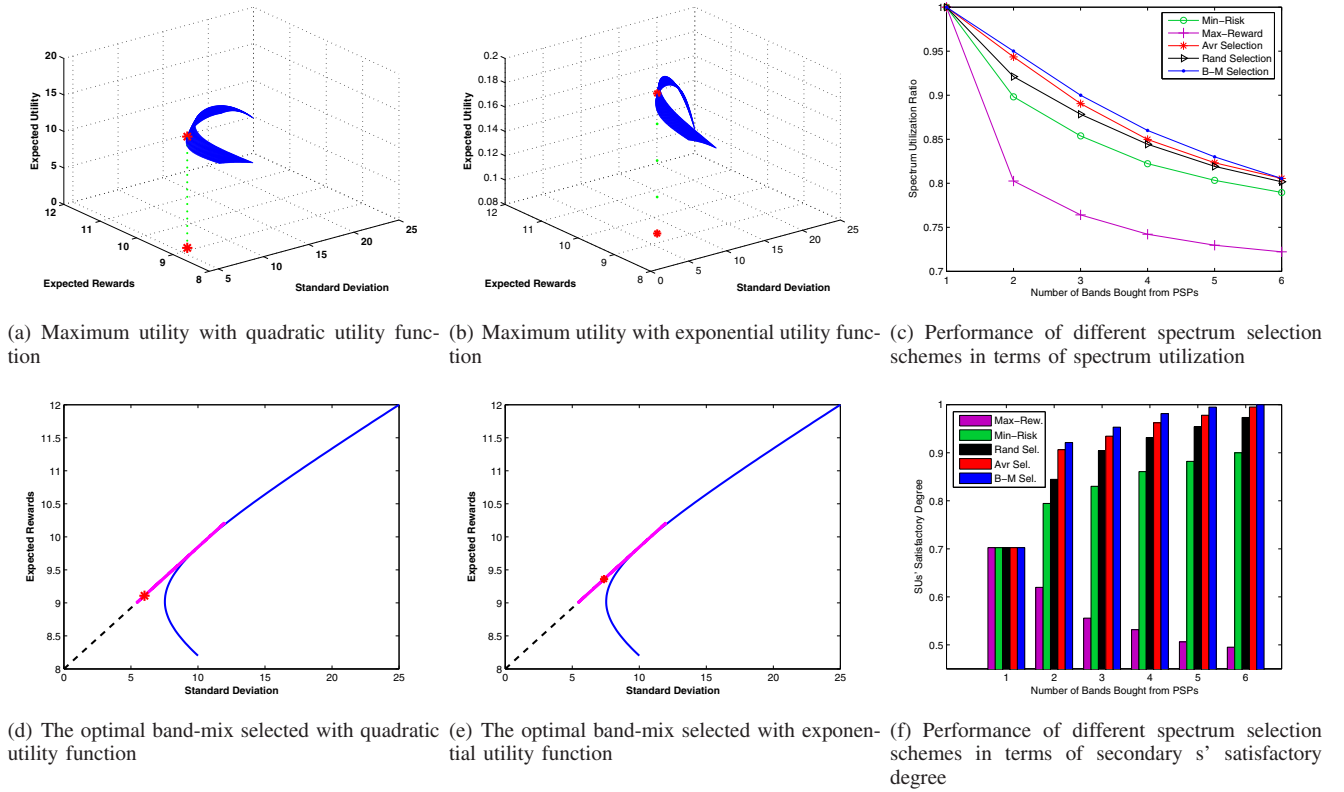 20
15
10
5
0
Expected Utility
12
11
10
9
8
Expected Rewards
5
10
15
20
25
Standard Deviation
(a) Maximum utility with quadratic utility func-
tion
0.2
0.18
0.16
0.14
0.12
0.1
0.08
Expected Utility
12
11
10
9
8
Expected Rewards
0
5
10
15
20
25
Standard Deviation
(b) Maximum utility with exponential utility func-
tion
1
0.95
0.9
0.85
0.8
0.75
0.7
Spectrum Utilization Ratio
Min-Risk
Max-Reward
Avr Selection
Rand Selection
B-M Selection
1 2 3 4 5 6
Number of Bands Bought from PSPs
(c) Performance of different spectrum selection
schemes in terms of spectrum utilization
12
11.5
11
10.5
10
9.5
9
8.5
8
Expected Rewards
0 5 10 15 20 25
Standard Deviation
(d) The optimal band-mix selected with quadratic
utility function
12
11.5
11
10.5
10
9.5
9
8.5
8
Expected Rewards
0 5 10 15 20 25
Standard Deviation
(e) The optimal band-mix selected with exponen-
tial utility function
1
0.9
0.8
0.7
0.6
0.5
SUs' Satisfactory Degree
Max-Rew.
Min-Risk
Rand Sel.
Avr Sel.
B-M Sel.
1 2 3 4 5 6
Number of Bands Bought from PSPs
(f) Performance of different spectrum selection
schemes in terms of secondary s' satisfactory
degree